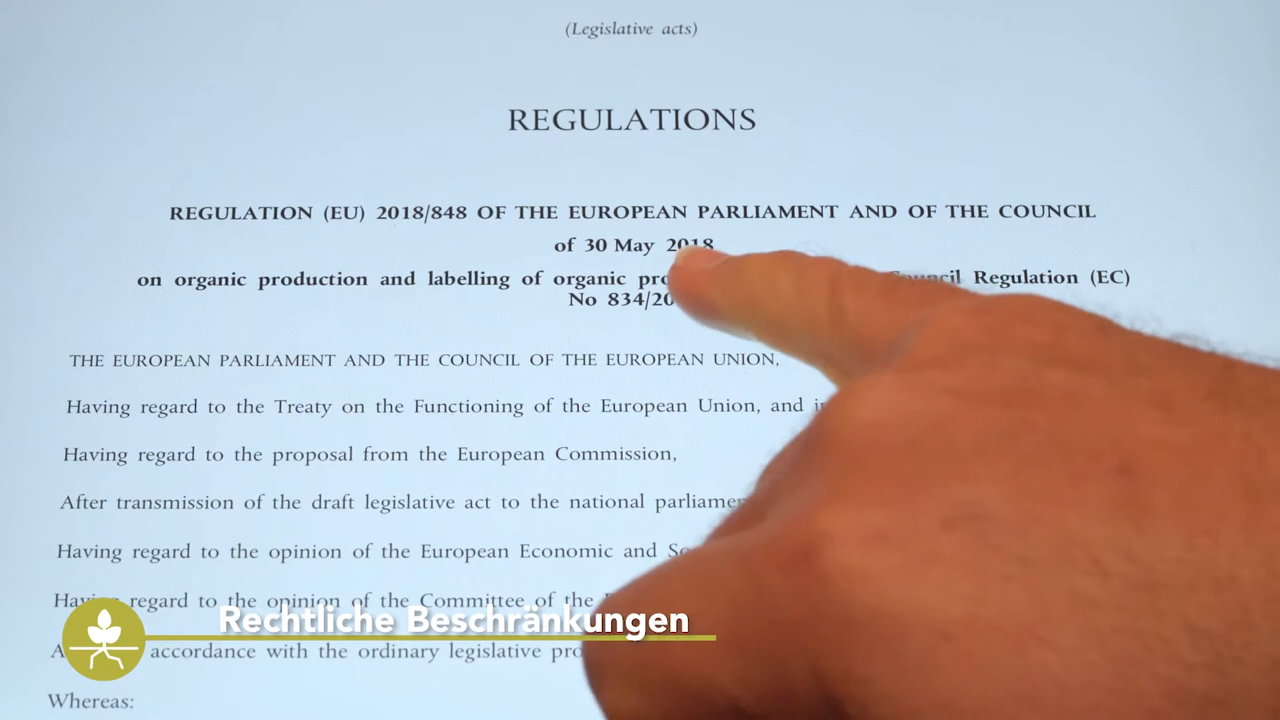 (Legislative acts)
REGULATIONS
REGULATION (EU) 2018/848 OF THE EUROPEAN PARLIAMENT AND OF THE COUNCIL
of 30 May 2018
on organic production and labelling of organic Council Regulation (EC)
No
THE EUROPEAN PARLIAMENT AND THE COUNCIL OF THE EUROPEAN UNION,
Having regard to the Treaty on the Functioning of the European Union, and
Having regard to the proposal from the European Commission,
After transmission of the draft legislative act to the national
Having regard to the opinion of the European Economic and
Having regard to the opinion of the Committee of the
Rechtliche Beschränkungen
accordance with the ordinary legislative
Whereas: